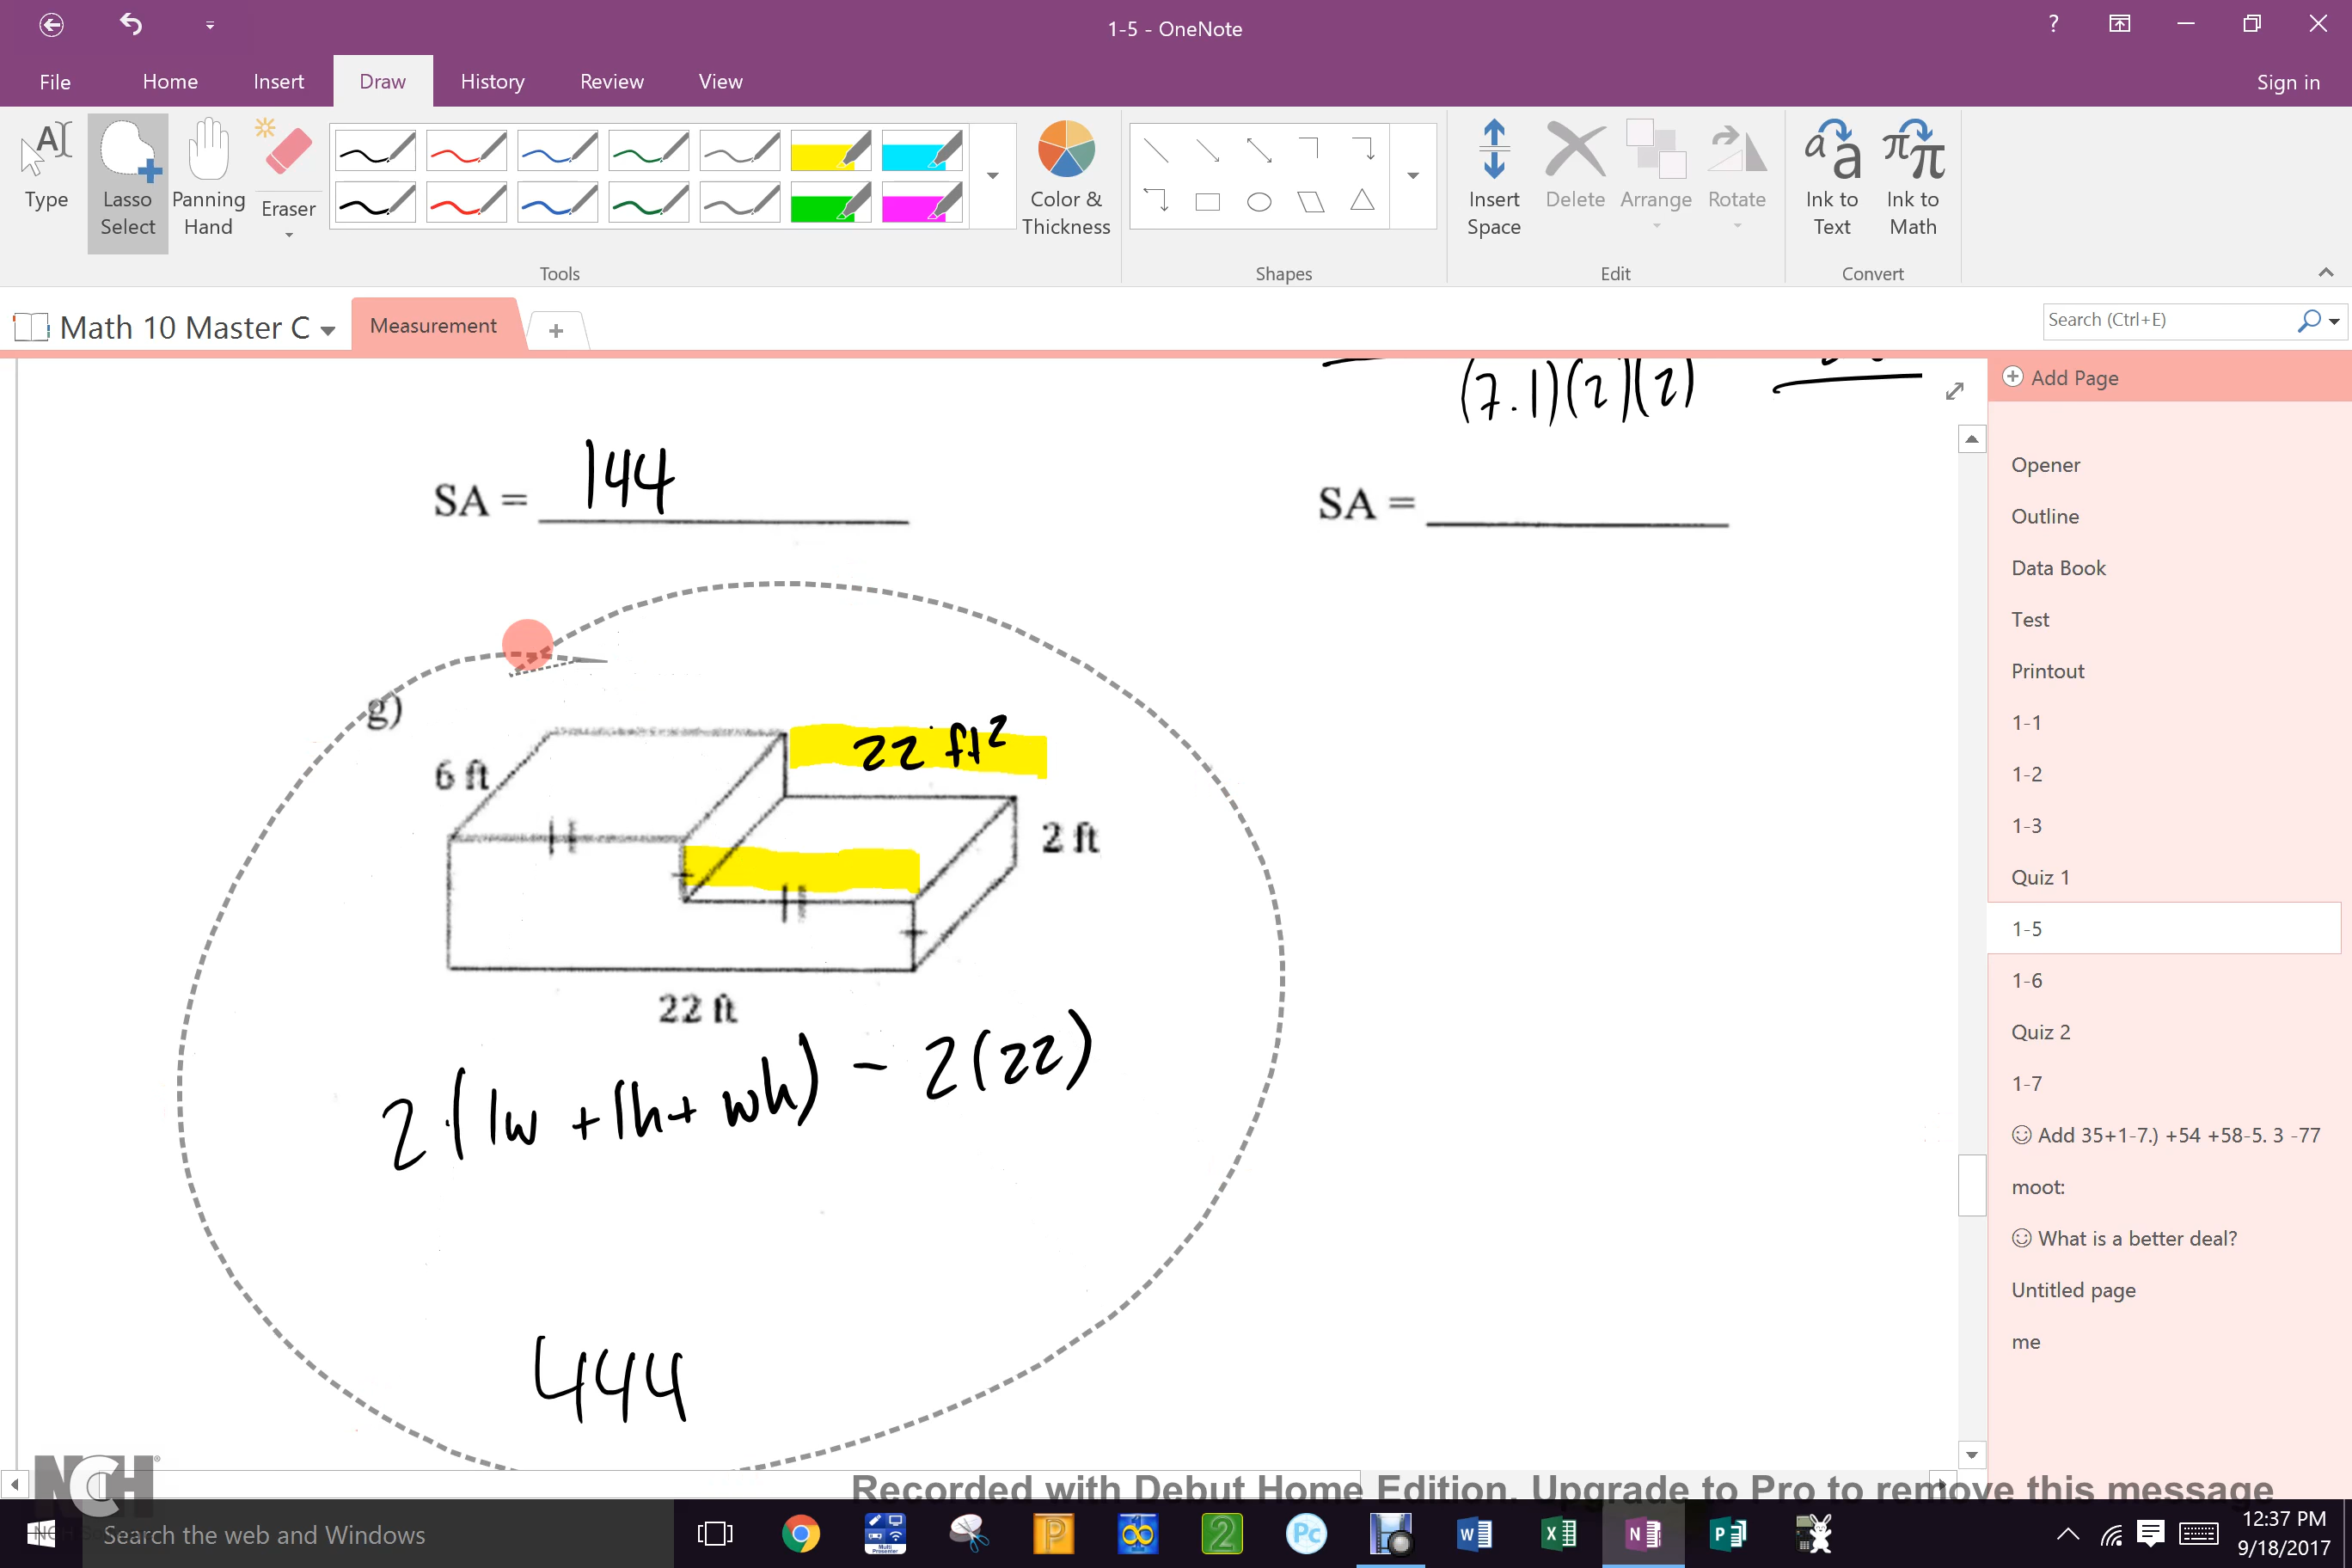 1-5 - OneNote
?
File Home Insert Draw History Review View
Sign in
Type
Lasso Select
Panning Hand
Eraser
Color & Thickness
Insert Space
Delete
Arrange
Rotate
Ink to Text
Ink to Math
Tools
Shapes
Edit
Convert
Math 10 Master C
Measurement
+
Search (Ctrl+E)
Add Page
(7.1)(2)(2)
SA = 144
SA =
g)
22 ft²
6 ft
2 ft
22 ft
2 (lw + lh + wh) - 2(22)
444
Opener
Outline
Data Book
Test
Printout
1-1
1-2
1-3
Quiz 1
1-5
1-6
Quiz 2
1-7
Add 35+1-7.) +54 +58-5. 3 -77
moot:
What is a better deal?
Untitled page
me
NCH
Recorded with Debut Home Edition. Upgrade to Pro to remove this message
Search the web and Windows
12:37 PM
9/18/2017